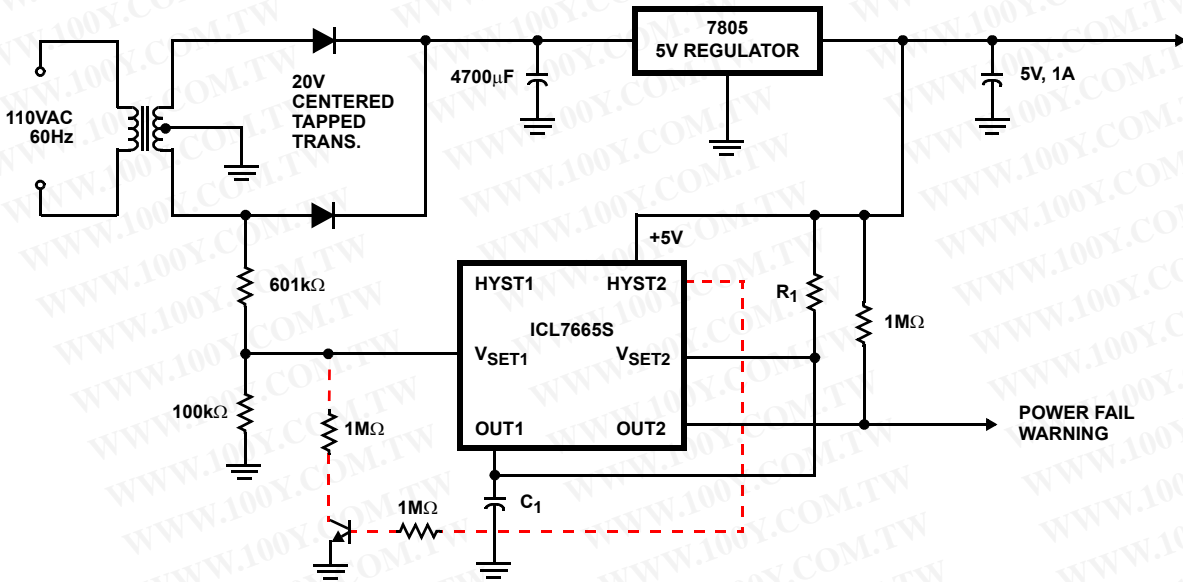 7805
5V REGULATOR
110VAC
60Hz
20V
CENTERED
TAPPED
TRANS.
4700μF
5V, 1A
+5V
601kΩ
HYST1
HYST2
R1
1MΩ
ICL7665S
VSET1
VSET2
100kΩ
1MΩ
OUT1
OUT2
POWER FAIL
WARNING
C1
1MΩ
WWW.100Y.COM.TW